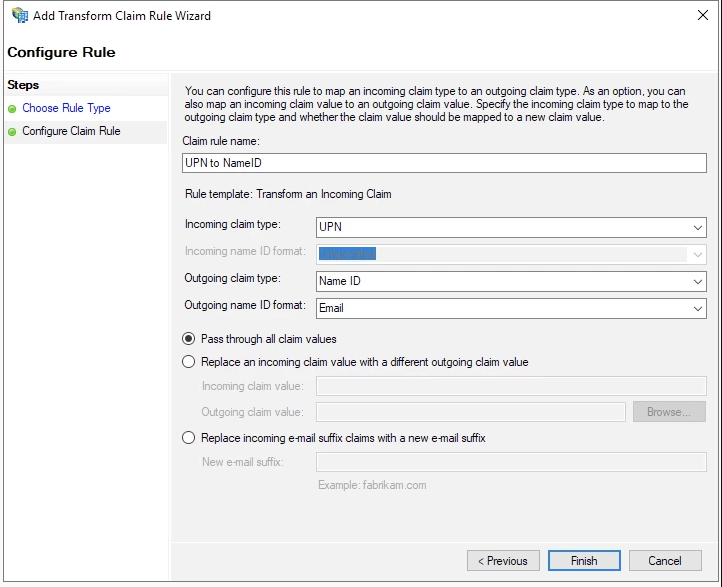 Add Transform Claim Rule Wizard
Configure Rule
Steps
Choose Rule Type
Configure Claim Rule
You can configure this rule to map an incoming claim type to an outgoing claim type. As an option, you can
also map an incoming claim value to an outgoing claim value. Specify the incoming claim type to map to the
outgoing claim type and whether the claim value should be mapped to a new claim value.
Claim rule name:
UPN to NameID
Rule template: Transform an Incoming Claim
Incoming claim type:
UPN
Incoming name ID format:
Outgoing claim type:
Name ID
Outgoing name ID format:
Email
Pass through all claim values
Replace an incoming claim value with a different outgoing claim value
Incoming claim value:
Outgoing claim value:
Browse...
Replace incoming e-mail suffix claims with a new e-mail suffix
New e-mail suffix:
Example: fabrikam.com
< Previous
Finish
Cancel